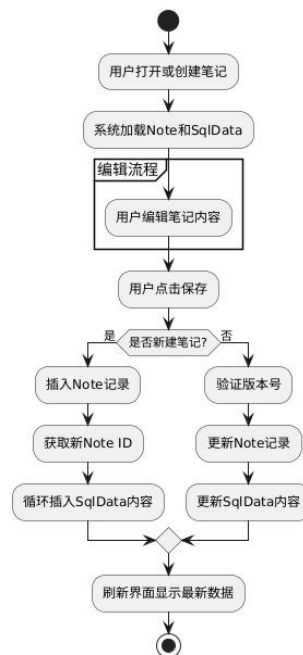 用户打开或创建笔记
系统加载Note和SqlData
编辑流程
用户编辑笔记内容
用户点击保存
是
是否新建笔记?
否
插入Note记录
验证版本号
获取新Note ID
更新Note记录
循环插入SqlData内容
更新SqlData内容
刷新界面显示最新数据